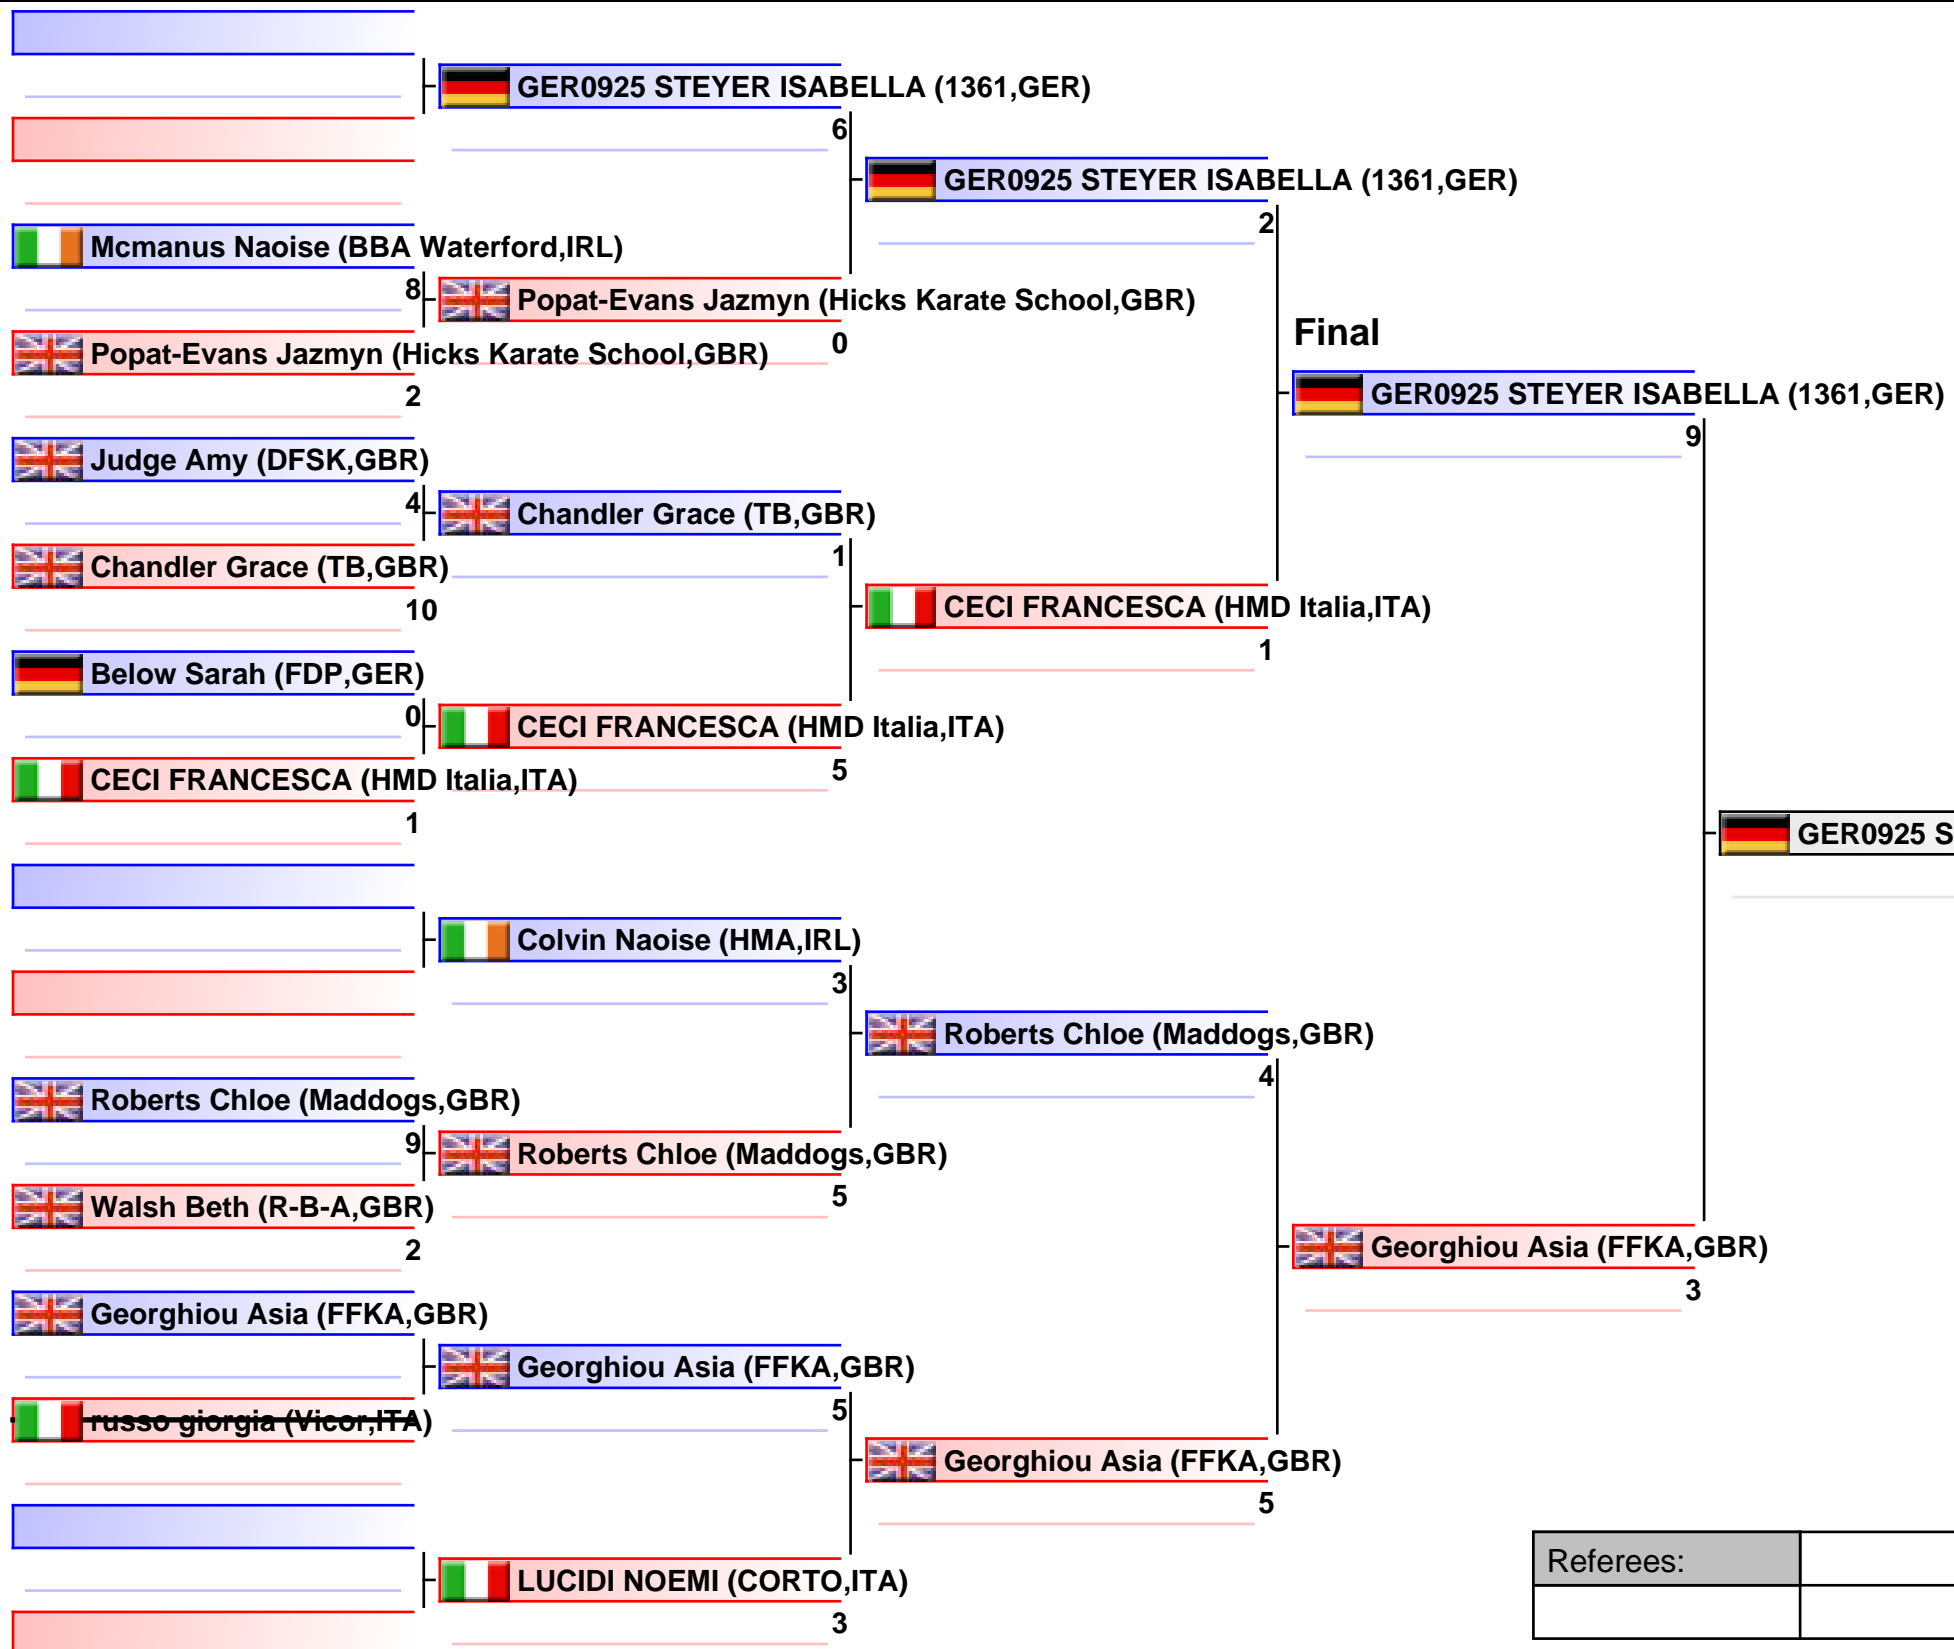 GER0925 STEYER ISABELLA (1361,GER)
6
GER0925 STEYER ISABELLA (1361,GER)
2
Mcmanus Naoise (BBA Waterford,IRL)
8
Popat-Evans Jazmyn (Hicks Karate School,GBR)
0
Popat-Evans Jazmyn (Hicks Karate School,GBR)
2
Final
GER0925 STEYER ISABELLA (1361,GER)
9
Judge Amy (DFSK,GBR)
4
Chandler Grace (TB,GBR)
1
Chandler Grace (TB,GBR)
10
CECI FRANCESCA (HMD Italia,ITA)
1
Below Sarah (FDP,GER)
0
CECI FRANCESCA (HMD Italia,ITA)
5
CECI FRANCESCA (HMD Italia,ITA)
1
GER0925 S
Colvin Naoise (HMA,IRL)
3
Roberts Chloe (Maddogs,GBR)
4
Roberts Chloe (Maddogs,GBR)
9
Roberts Chloe (Maddogs,GBR)
5
Walsh Beth (R-B-A,GBR)
2
Georghiou Asia (FFKA,GBR)
3
Georghiou Asia (FFKA,GBR)
Georghiou Asia (FFKA,GBR)
5
russo giorgia (Vicor,ITA)
Georghiou Asia (FFKA,GBR)
5
LUCIDI NOEMI (CORTO,ITA)
3
Referees: